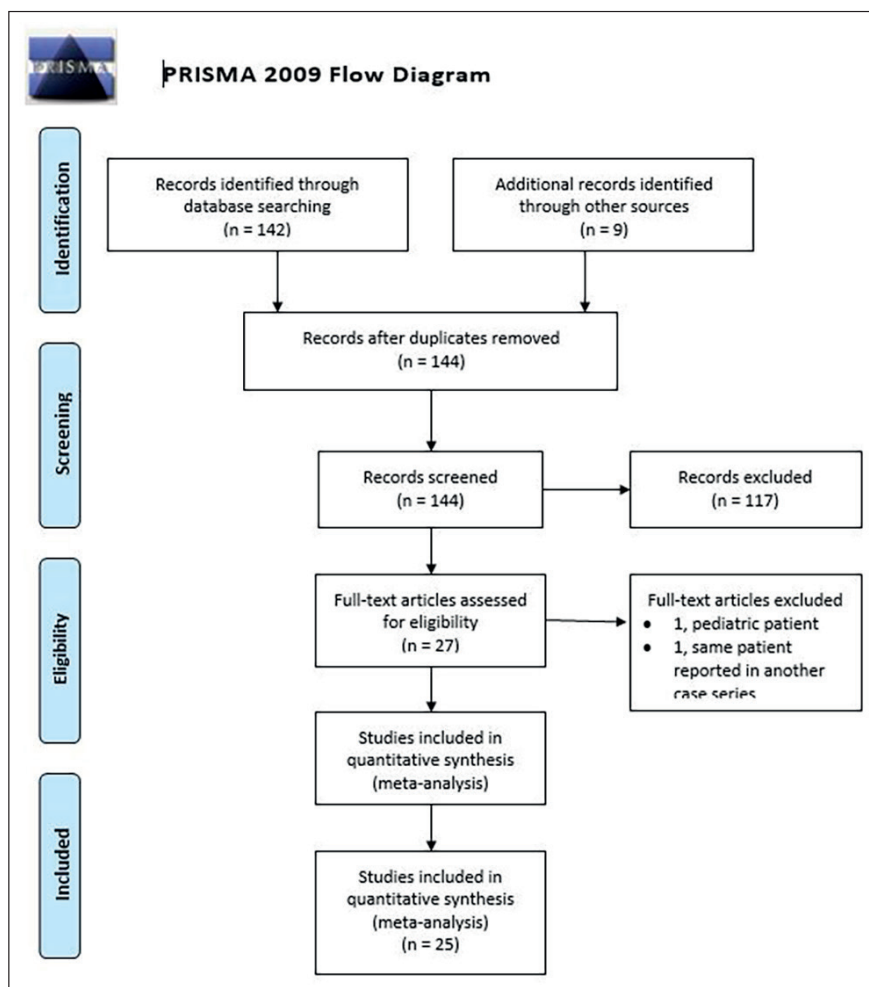 PRISMA
PRISMA 2009 Flow Diagram
Identification
Records identified through
database searching
(n = 142)
Additional records identified
through other sources
(n = 9)
Records after duplicates removed
(n = 144)
Screening
Records screened
(n = 144)
Records excluded
(n = 117)
Eligibility
Full-text articles assessed
for eligibility
(n = 27)
Full-text articles excluded
• 1, pediatric patient
• 1, same patient
reported in another
case series
Studies included in
quantitative synthesis
(meta-analysis)
Included
Studies included in
quantitative synthesis
(meta-analysis)
(n = 25)